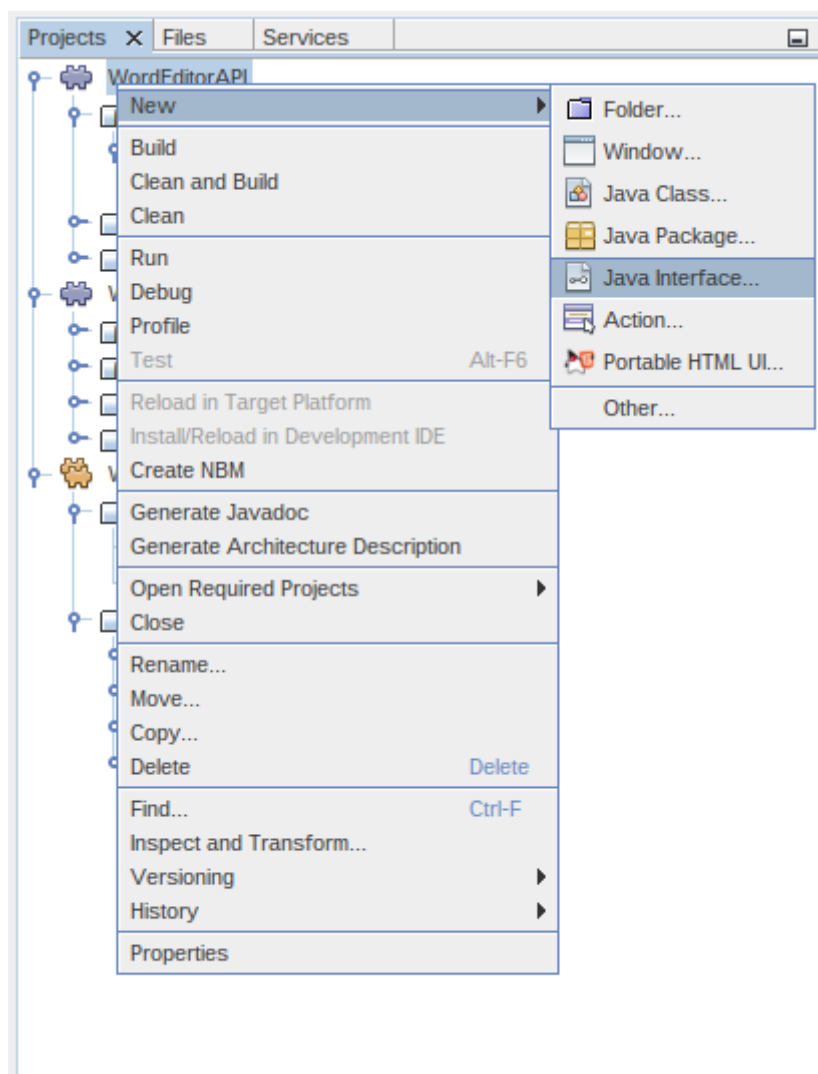 Projects Files Services
WordEditorAPI
New
Build
Clean and Build
Clean
Run
Debug
Profile
Test Alt-F6
Reload in Target Platform
Install/Reload in Development IDE
Create NBM
Generate Javadoc
Generate Architecture Description
Open Required Projects
Close
Rename...
Move...
Copy...
Delete Delete
Find... Ctrl-F
Inspect and Transform...
Versioning
History
Properties
Folder...
Window...
Java Class...
Java Package...
Java Interface...
Action...
Portable HTML UI...
Other...